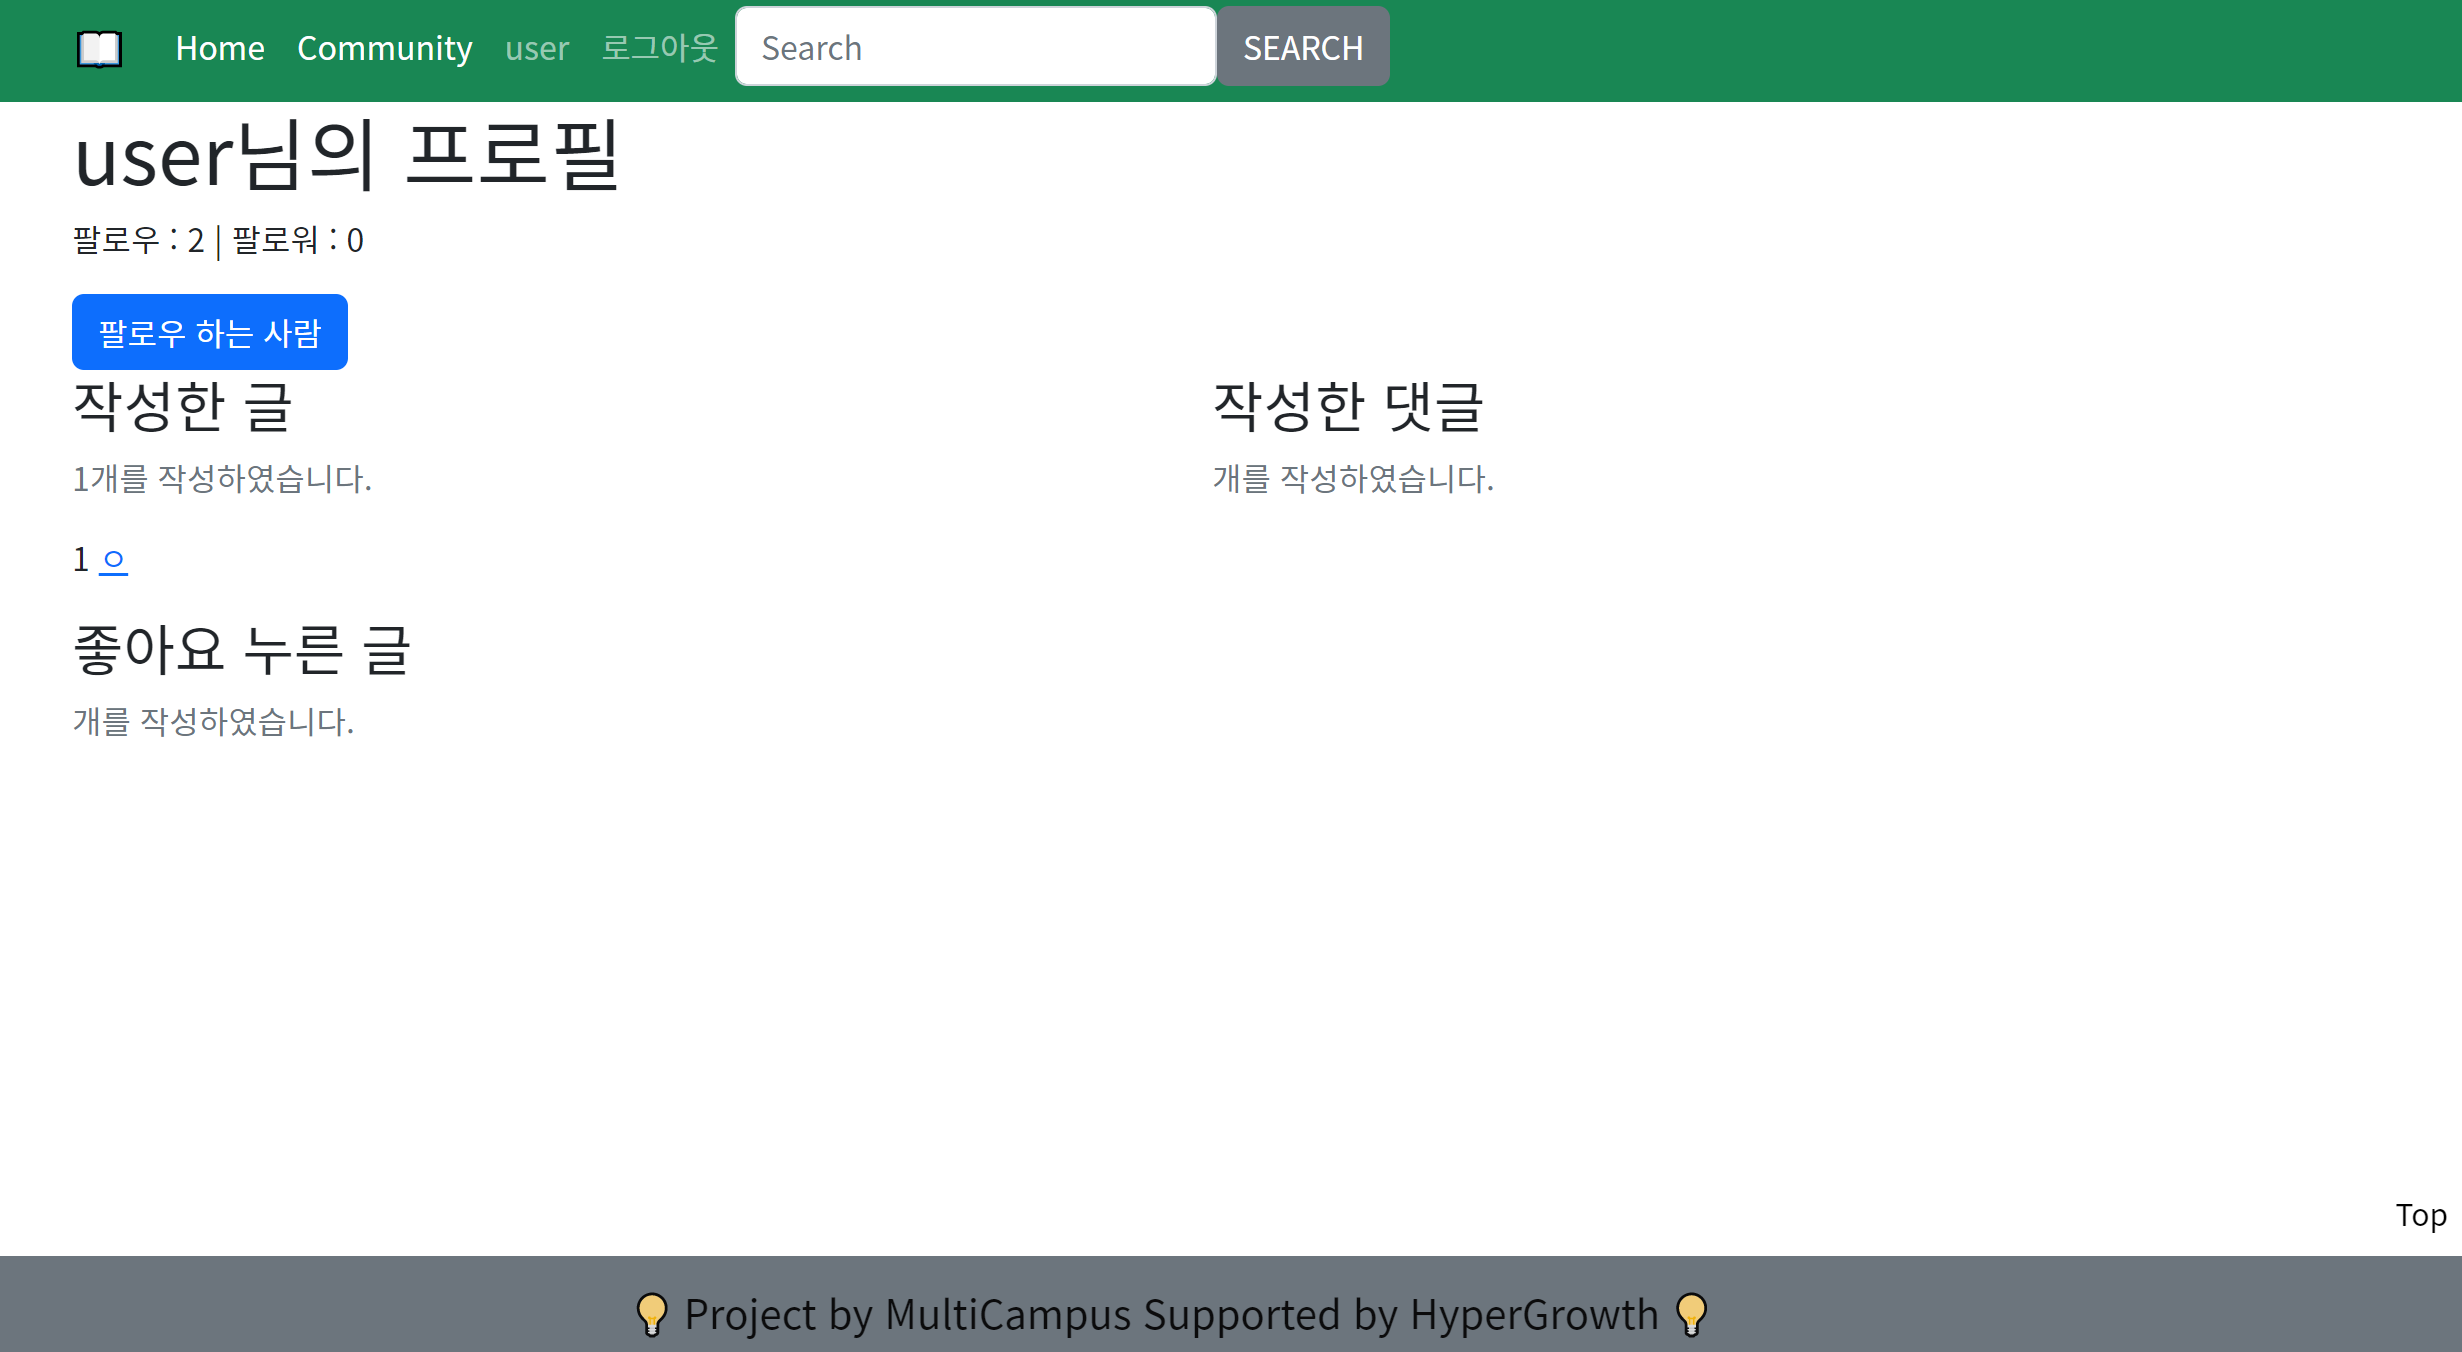 Home Community user 로그아웃 Search SEARCH
user님의 프로필
팔로우 : 2 | 팔로워 : 0
팔로우 하는 사람
작성한 글
1개를 작성하였습니다.
1 ㅇ
작성한 댓글
개를 작성하였습니다.
좋아요 누른 글
개를 작성하였습니다.
Top
Project by MultiCampus Supported by HyperGrowth